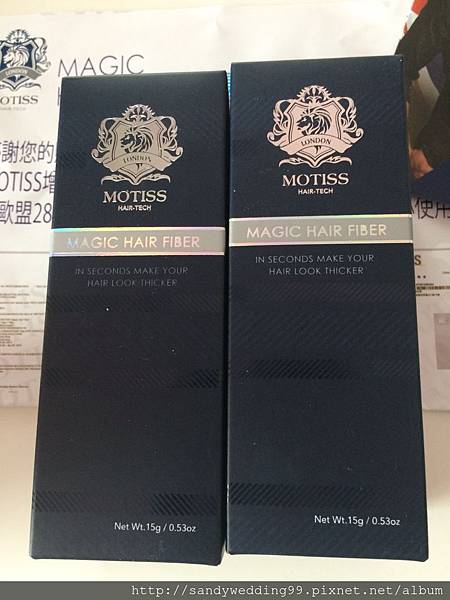 LONDON
MOTISS
HAIR-TECH
MAGIC
謝您的
OTISS增
歐盟28
使用
LONDON
MOTISS
HAIR-TECH
MAGIC HAIR FIBER
IN SECONDS MAKE YOUR
HAIR LOOK THICKER
Net Wt.15g / 0.53oz
LONDON
MOTISS
HAIR-TECH
MAGIC HAIR FIBER
IN SECONDS MAKE YOUR
HAIR LOOK THICKER
Net Wt.15g / 0.53oz
http://sandywedding99.pixnet.net/album